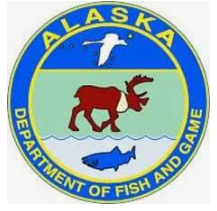 ALASKA
DEPARTMENT OF FISH AND GAME